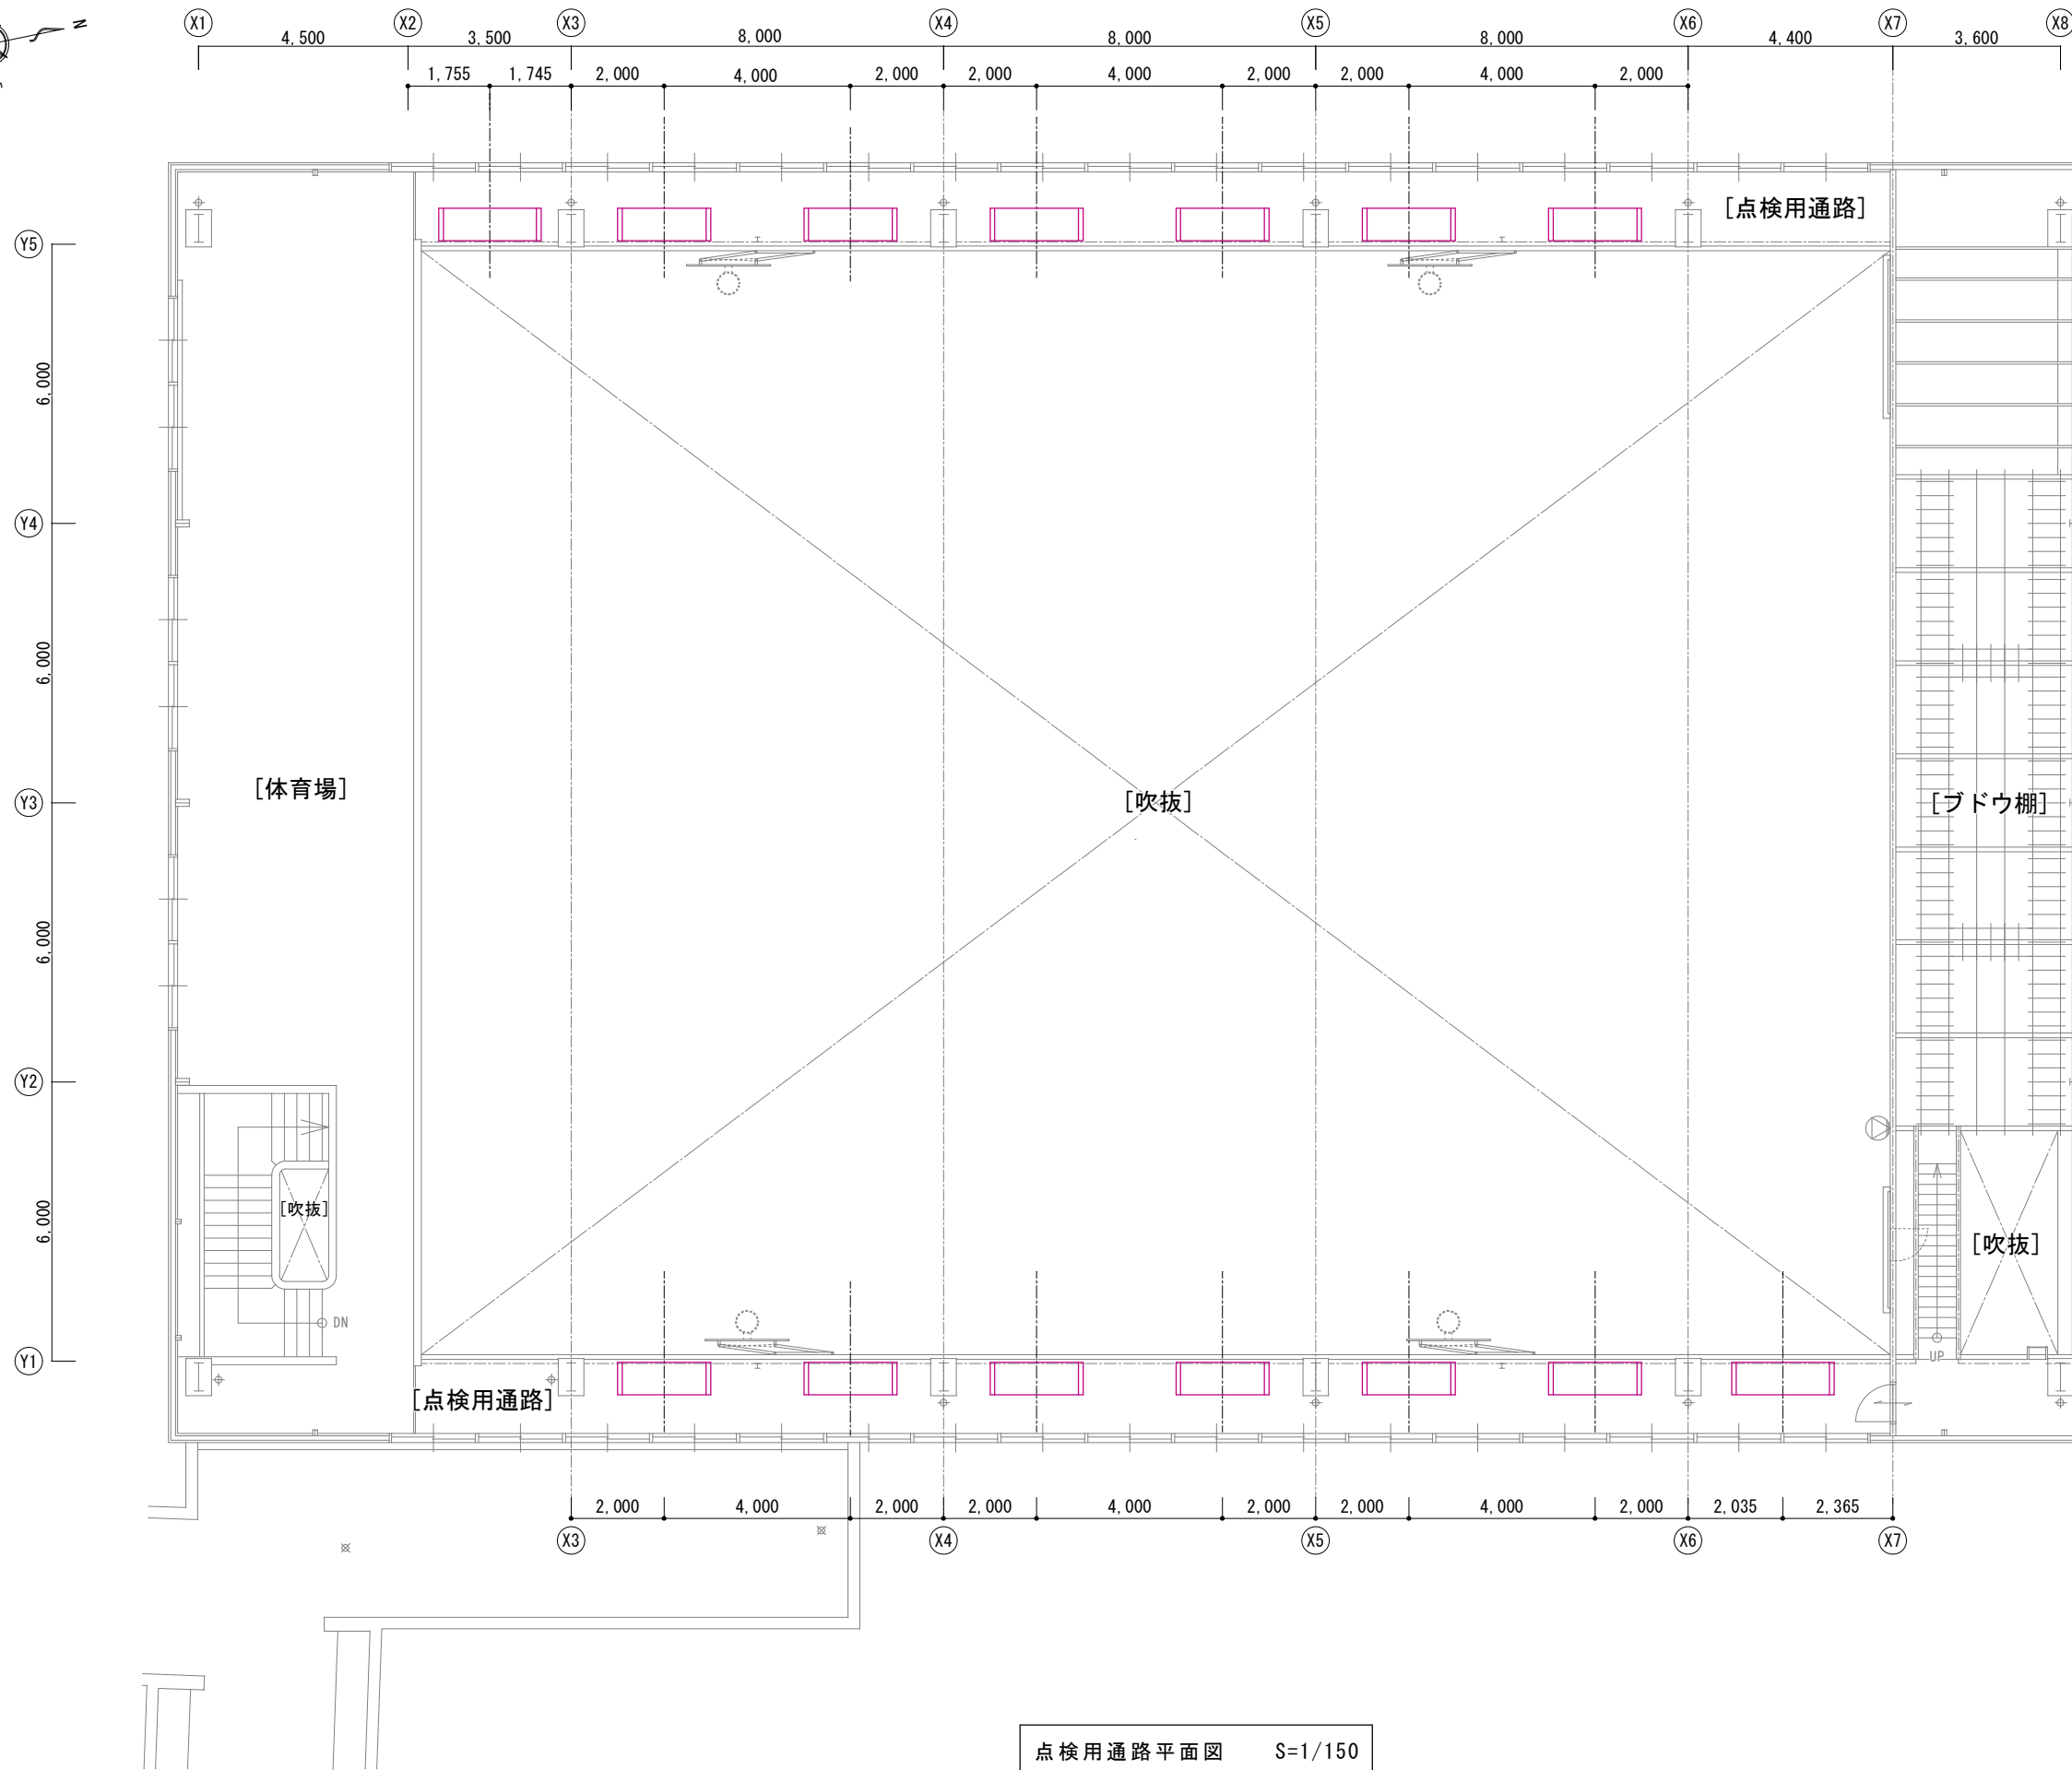 X1 X2 X3 X4 X5 X6 X7 X8
4,500 3,500 8,000 8,000 8,000 4,400 3,600
N
1,755 1,745 2,000 4,000 2,000 2,000 4,000 2,000 2,000 4,000 2,000
[点検用通路]
Y5
6,000
Y4
6,000
[体育場]
Y3
[吹抜]
[ブドウ棚]
6,000
Y2
6,000
[吹抜]
[吹抜]
DN
UP
Y1
[点検用通路]
2,000 4,000 2,000 2,000 4,000 2,000 2,000 4,000 2,000 2,035 2,365
X3 X4 X5 X6 X7
点検用通路平面図 S=1/150